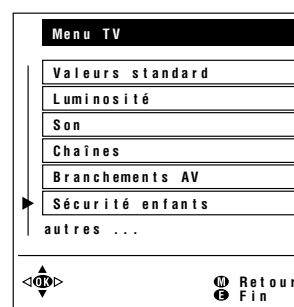 Menu TV
Valeurs standard
Luminosité
Son
Chaînes
Branchements AV
Sécurité enfants
autres ...
OK
M Retour
E Fin